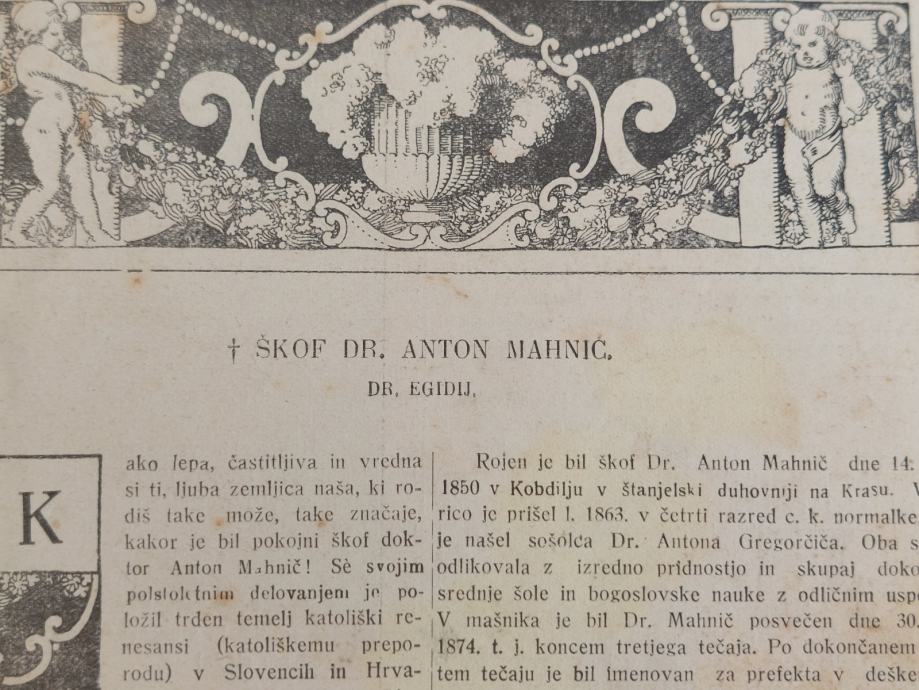 † ŠKOF DR. ANTON MAHNIČ.
DR. EGIDIJ.
K
ako lepa, častitljiva in vredna
si ti, ljuba zemljica naša, ki ro-
diš take može, take značaje,
kakor je bil pokojni škof dok-
tor Anton Mahnič! Sè svojim
polstoletnim delovanjem je po-
ložil trden temelj katoliški re-
nesansi (katoliškemu prepo-
rodu) v Slovencih in Hrva-
Rojen je bil škof Dr. Anton Mahnič dne 14.
1850 v Kobdilju v štanjelski duhovniji na Krasu.
rico je prišel l. 1863. v četrti razred c. k. normalke
je našel sošolca Dr. Antona Gregorčiča. Oba
odlikovala z izredno pridnostjo in skupaj
srednje šole in bogoslovske nauke z odličnim
V mašnika je bil Dr. Mahnič posvečen dne 30.
1874. t. j. koncem tretjega tečaja. Po dokončanem
tem tečaju je bil imenovan za prefekta v